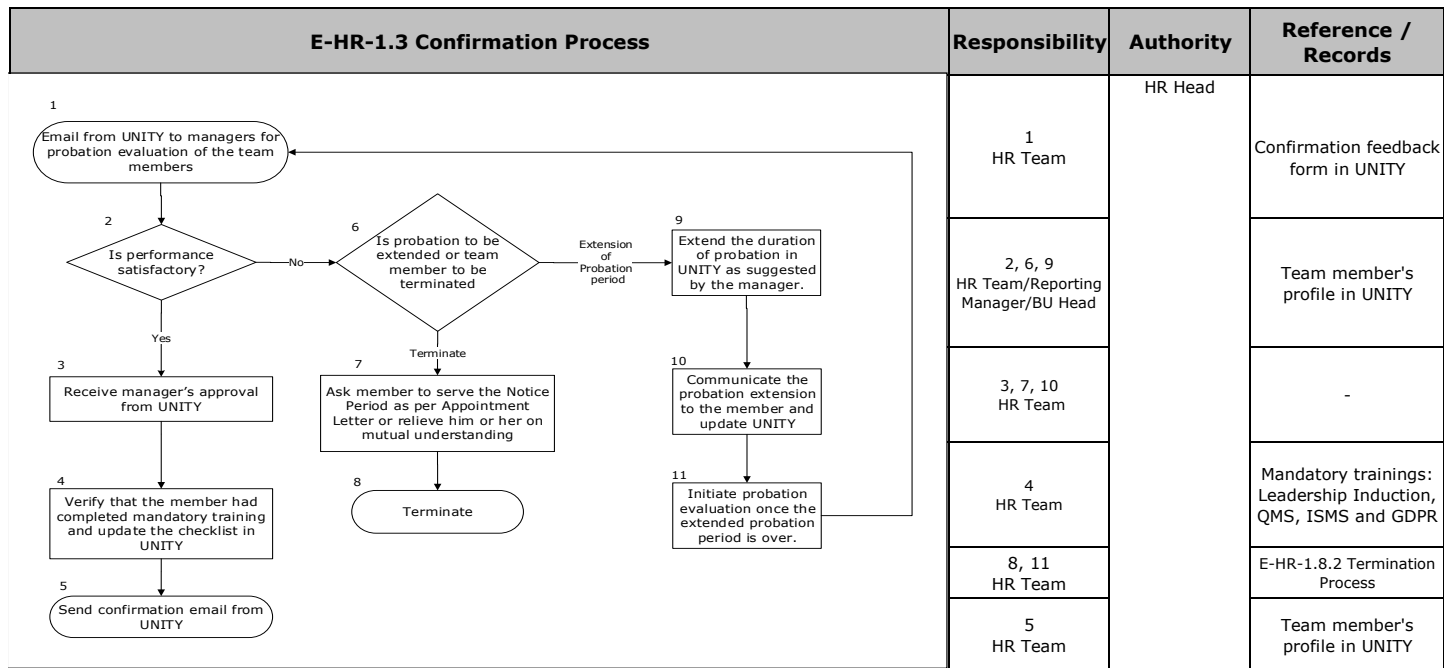 E-HR-1.3 Confirmation Process
Responsibility
Authority
Reference /
Records
1
Email from UNITY to managers for
probation evaluation of the team
members
2
Is performance
satisfactory?
No
Yes
3
Receive manager's approval
from UNITY
4
Verify that the member had
completed mandatory training
and update the checklist in
UNITY
5
Send confirmation email from
UNITY
6
Is probation to be
extended or team
member to be
terminated
Terminate
7
Ask member to serve the Notice
Period as per Appointment
Letter or relieve him or her on
mutual understanding
8
Terminate
Extension
of
Probation
period
9
Extend the duration
of probation in
UNITY as suggested
by the manager.
10
Communicate the
probation extension
to the member and
update UNITY
11
Initiate probation
evaluation once the
extended probation
period is over.
1
HR Team
HR Head
Confirmation feedback
form in UNITY
2, 6, 9
HR Team/Reporting
Manager/BU Head
Team member's
profile in UNITY
3, 7, 10
HR Team
-
4
HR Team
Mandatory trainings:
Leadership Induction,
QMS, ISMS and GDPR
8, 11
HR Team
E-HR-1.8.2 Termination
Process
5
HR Team
Team member's
profile in UNITY